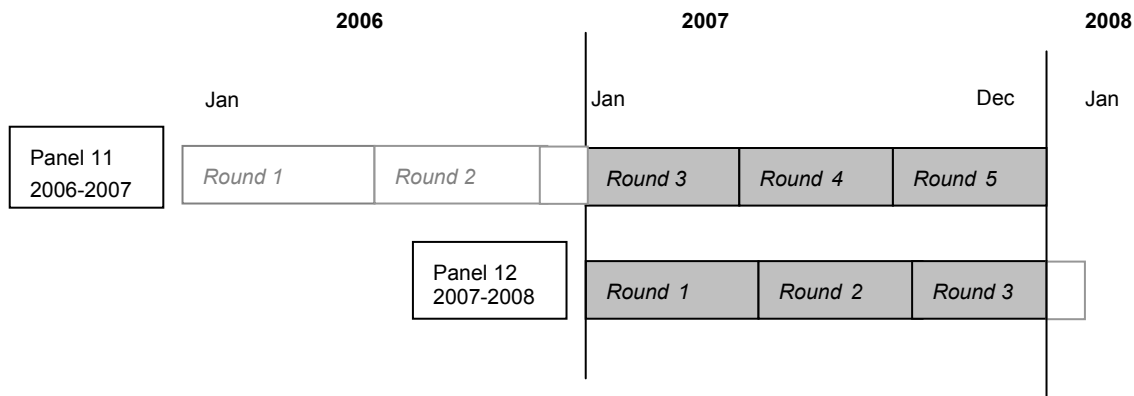 2006 2007 2008
Jan Jan Dec Jan
Panel 11
2006-2007
Round 1 Round 2 Round 3 Round 4 Round 5
Panel 12
2007-2008
Round 1 Round 2 Round 3